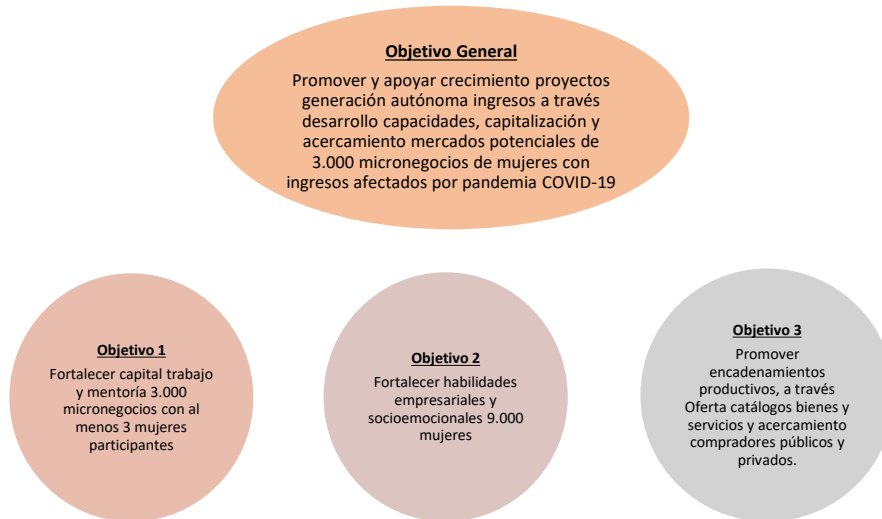 Objetivo General
Promover y apoyar crecimiento proyectos
generación autónoma ingresos a través
desarrollo capacidades, capitalización y
acercamiento mercados potenciales de
3.000 micronegocios de mujeres con
ingresos afectados por pandemia COVID-19
Objetivo 1
Fortalecer capital trabajo
y mentoría 3.000
micronegocios con al
menos 3 mujeres
participantes
Objetivo 2
Fortalecer habilidades
empresariales y
socioemocionales 9.000
mujeres
Objetivo 3
Promover
encadenamientos
productivos, a través
Oferta catálogos bienes y
servicios y acercamiento
compradores públicos y
privados.